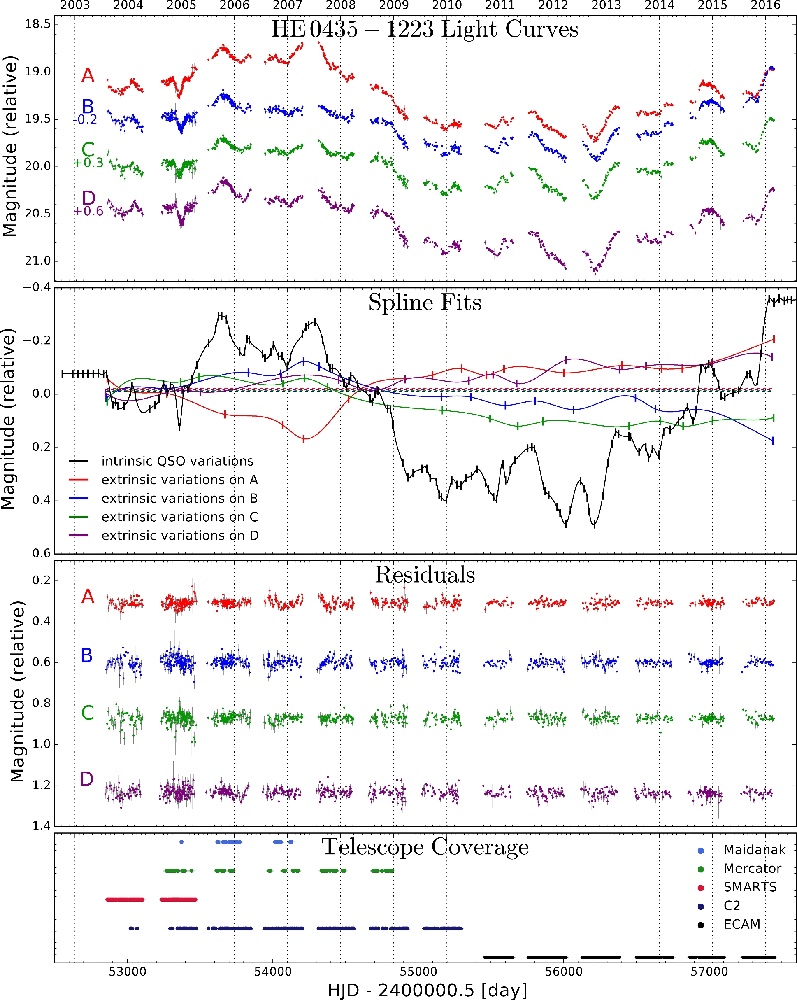 2003 2004 2005 2006 2007 2008 2009 2010 2011 2012 2013 2014 2015 2016
HE 0435 − 1223 Light Curves
Magnitude (relative)
18.5
19.0
19.5
20.0
20.5
21.0
A
B
-0.2
C
+0.3
D
+0.6
Spline Fits
Magnitude (relative)
−0.4
−0.2
0.0
0.2
0.4
0.6
intrinsic QSO variations
extrinsic variations on A
extrinsic variations on B
extrinsic variations on C
extrinsic variations on D
Residuals
Magnitude (relative)
0.2
0.4
0.6
0.8
1.0
1.2
1.4
A
B
C
D
Telescope Coverage
Maidanak
Mercator
SMARTS
C2
ECAM
53000 54000 55000 56000 57000
HJD - 2400000.5 [day]